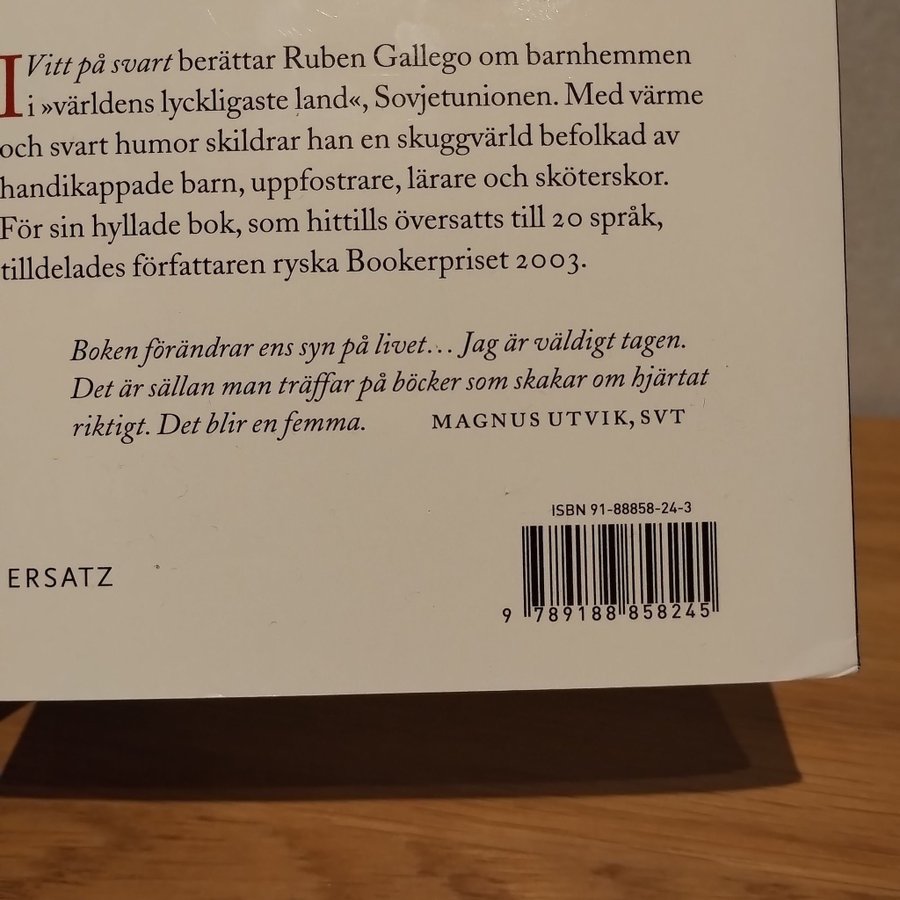 I Vitt på svart berättar Ruben Gallego om barnhemmen
i »världens lyckligaste land«, Sovjetunionen. Med värme
och svart humor skildrar han en skuggvärld befolkad av
handikappade barn, uppfostrare, lärare och sköterskor.
För sin hyllade bok, som hittills översatts till 20 språk,
tilldelades författaren ryska Bookerpriset 2003.
Boken förändrar ens syn på livet... Jag är väldigt tagen.
Det är sällan man träffar på böcker som skakar om hjärtat
riktigt. Det blir en femma. MAGNUS UTVIK, SVT
ISBN 91-88858-24-3
ERSATZ
9 789188 858245